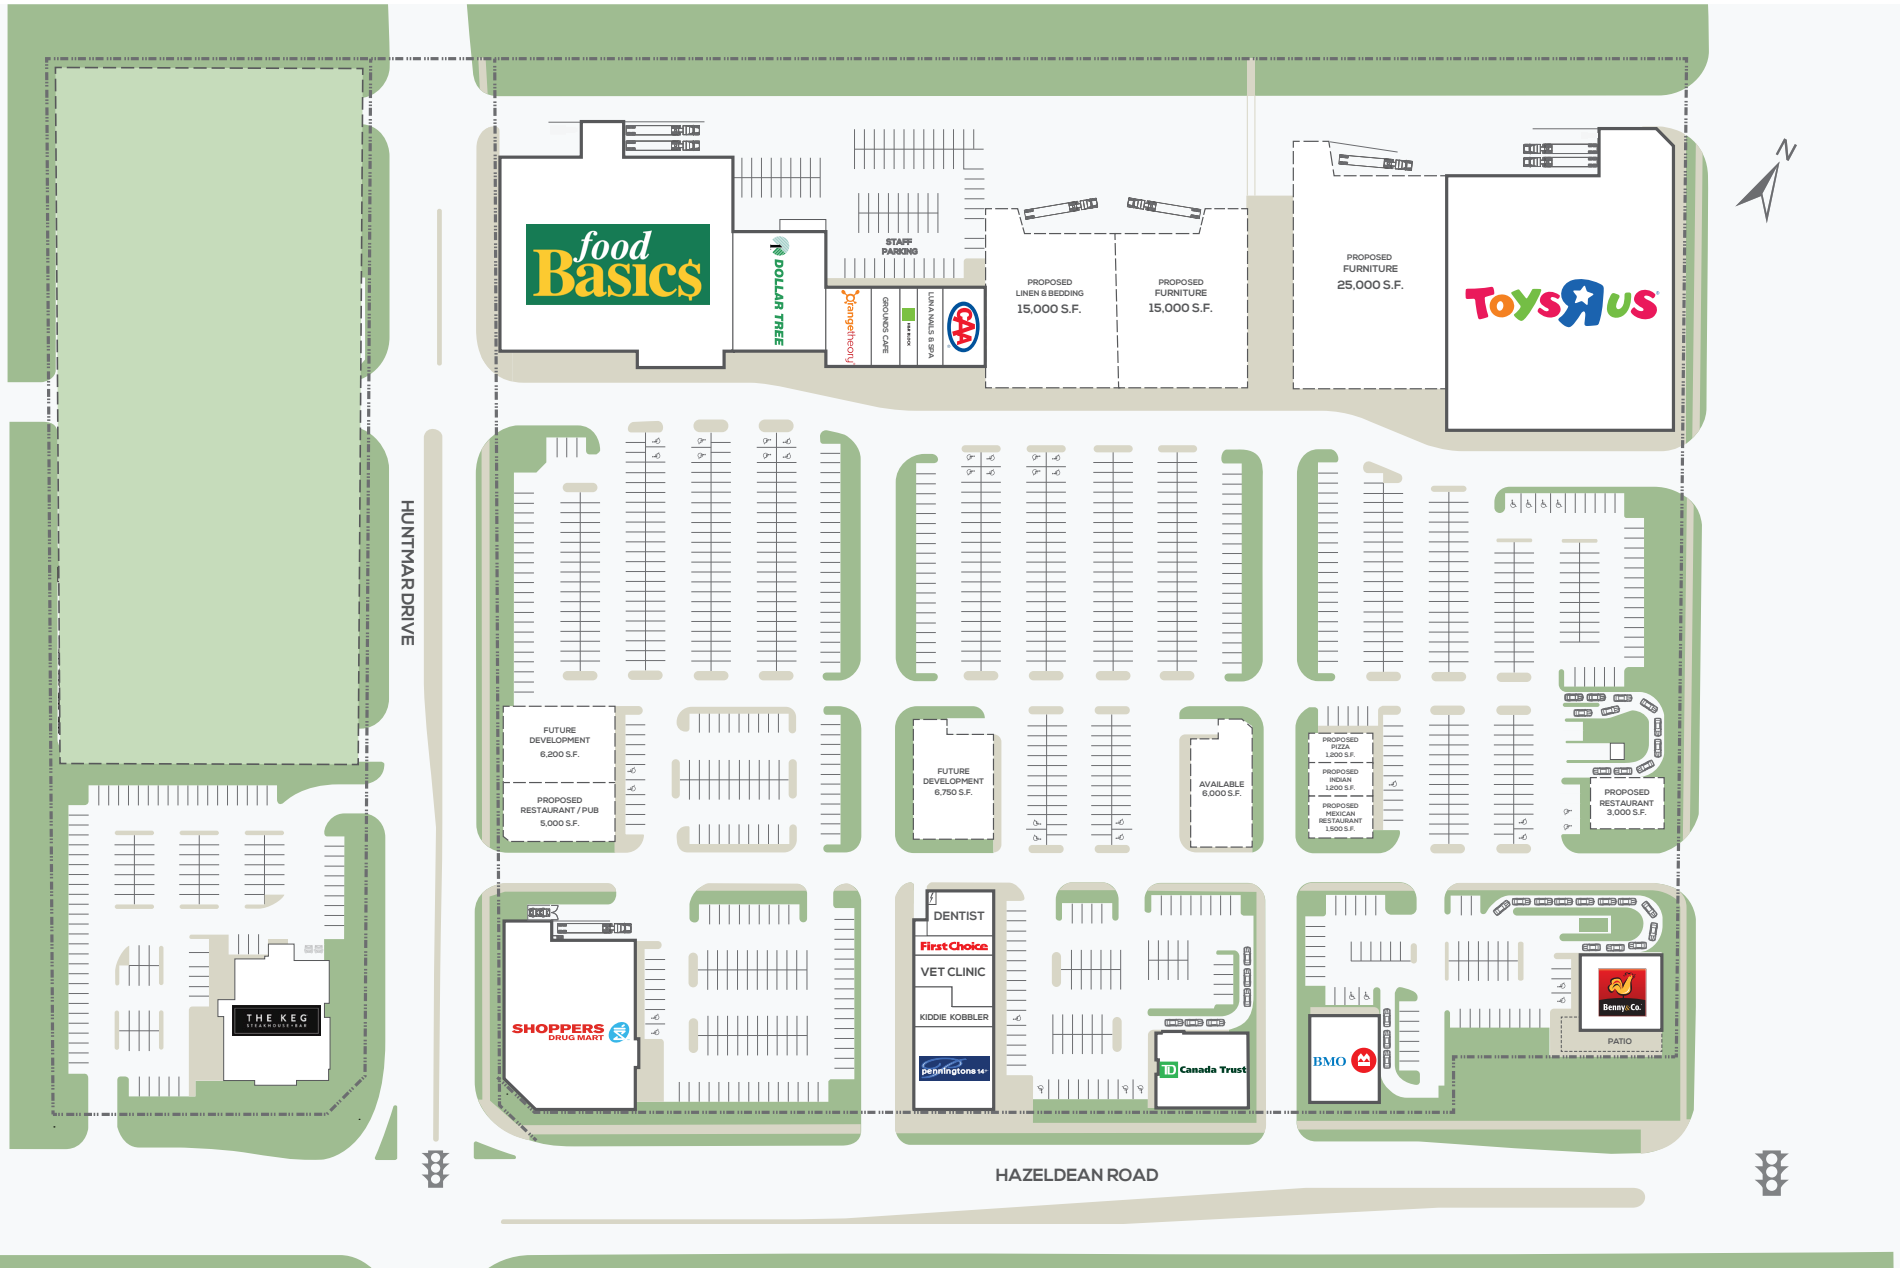 N
food
Basic$
STAFF
PARKING
DOLLAR TREE
Orangetheory
GROUNDS CAFE
H&R BLOCK
LUNA NAILS & SPA
CAA
PROPOSED
LINEN & BEDDING
15,000 S.F.
PROPOSED
FURNITURE
15,000 S.F.
PROPOSED
FURNITURE
25,000 S.F.
TOYSRUS
HUNTMAR DRIVE
FUTURE
DEVELOPMENT
6,200 S.F.
PROPOSED
RESTAURANT / PUB
5,000 S.F.
FUTURE
DEVELOPMENT
6,750 S.F.
AVAILABLE
6,000 S.F.
PROPOSED
PIZZA
1,200 S.F.
PROPOSED
INDIAN
1,200 S.F.
PROPOSED
MEXICAN
RESTAURANT
1,500 S.F.
PROPOSED
RESTAURANT
3,000 S.F.
THE KEG
STEAKHOUSE + BAR
SHOPPERS
DRUG MART
DENTIST
First Choice
VET CLINIC
KIDDIE KOBBLER
penningtons 14+
TD Canada Trust
BMO
Benny&Co.
PATIO
HAZELDEAN ROAD